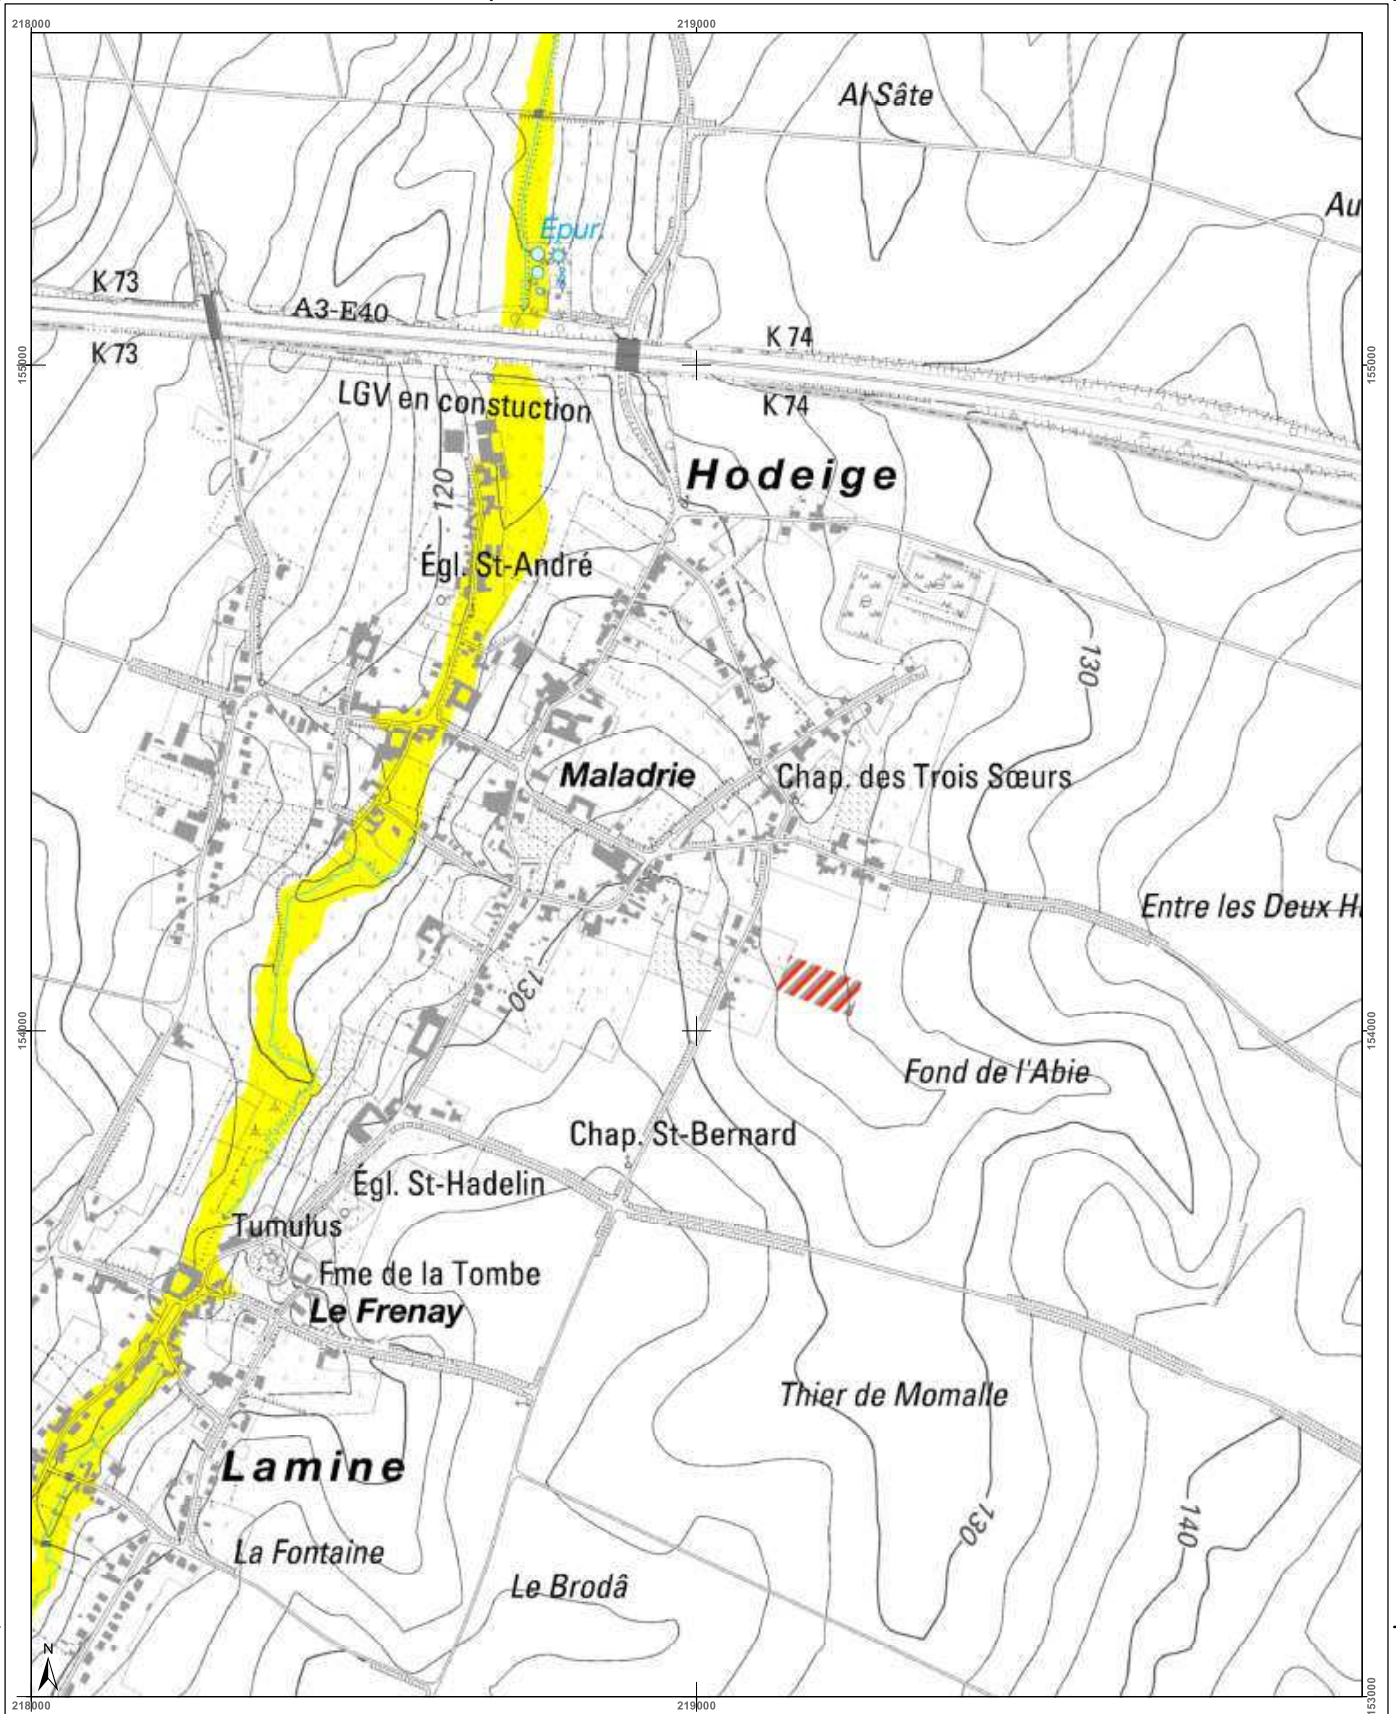 218000
219000
Al Sâte
Au
Épur.
K 73
A3-E40
K 74
K 73
155000
155000
LGV en constuction
K 74
Hodeige
120
Égl. St-André
130
Maladrie
Chap. des Trois Sœurs
Entre les Deux H
130
154000
154000
Fond de l'Abie
Chap. St-Bernard
Égl. St-Hadelin
Tumulus
Fme de la Tombe
Le Frenay
Thier de Momalle
Lamine
130
140
La Fontaine
Le Brodâ
N
218000
219000
153000